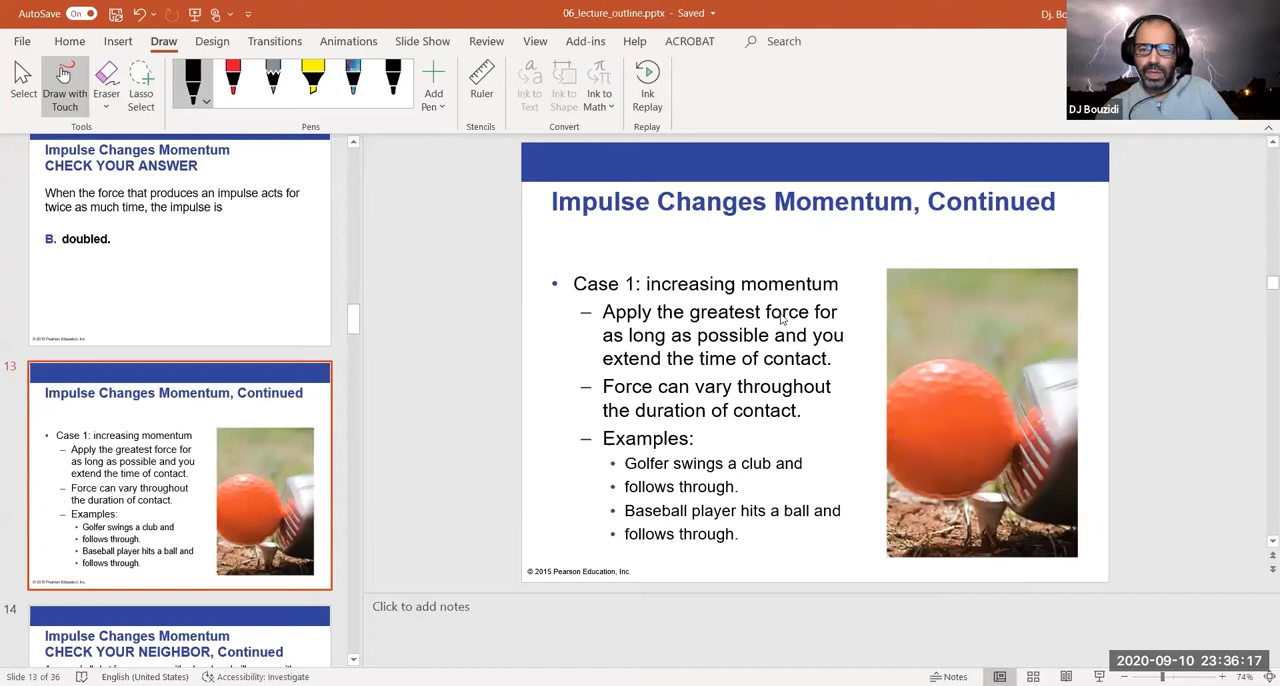 AutoSave On
06_lecture_outline.pptx - Saved
Dj. Bo
File Home Insert Draw Design Transitions Animations Slide Show Review View Add-ins Help ACROBAT Search
Select
Draw with Touch
Eraser
Lasso Select
Add Pen
Ruler
Ink to Text
Ink to Shape
Ink to Math
Ink Replay
Tools
Pens
Stencils
Convert
Replay
DJ Bouzidi
Impulse Changes Momentum
CHECK YOUR ANSWER
When the force that produces an impulse acts for
twice as much time, the impulse is
B. doubled.
© 2015 Pearson Education, Inc.
13
Impulse Changes Momentum, Continued
• Case 1: increasing momentum
– Apply the greatest force for
as long as possible and you
extend the time of contact.
– Force can vary throughout
the duration of contact.
– Examples:
• Golfer swings a club and
• follows through.
• Baseball player hits a ball and
• follows through.
© 2015 Pearson Education, Inc.
14
Impulse Changes Momentum
CHECK YOUR NEIGHBOR, Continued
Impulse Changes Momentum, Continued
• Case 1: increasing momentum
– Apply the greatest force for
as long as possible and you
extend the time of contact.
– Force can vary throughout
the duration of contact.
– Examples:
• Golfer swings a club and
• follows through.
• Baseball player hits a ball and
• follows through.
© 2015 Pearson Education, Inc.
Click to add notes
2020-09-10 23:36:17
Slide 13 of 36 English (United States) Accessibility: Investigate Notes 74%